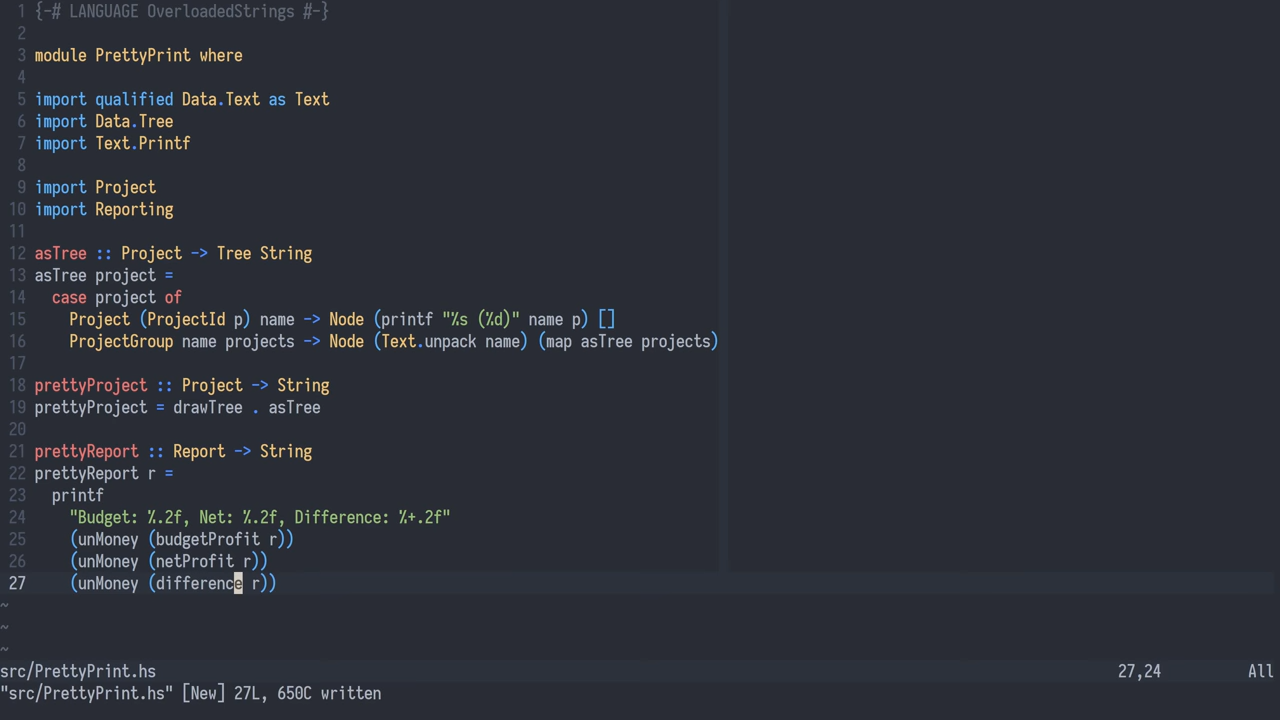 1 {-# LANGUAGE OverloadedStrings #-}
2
3 module PrettyPrint where
4
5 import qualified Data.Text as Text
6 import Data.Tree
7 import Text.Printf
8
9 import Project
10 import Reporting
11
12 asTree :: Project -> Tree String
13 asTree project =
14   case project of
15     Project (ProjectId p) name -> Node (printf "%s (%d)" name p) []
16     ProjectGroup name projects -> Node (Text.unpack name) (map asTree projects)
17
18 prettyProject :: Project -> String
19 prettyProject = drawTree . asTree
20
21 prettyReport :: Report -> String
22 prettyReport r =
23   printf
24     "Budget: %.2f, Net: %.2f, Difference: %+.2f"
25     (unMoney (budgetProfit r))
26     (unMoney (netProfit r))
27     (unMoney (difference r))
~
~
~
src/PrettyPrint.hs 27,24 All
"src/PrettyPrint.hs" [New] 27L, 650C written